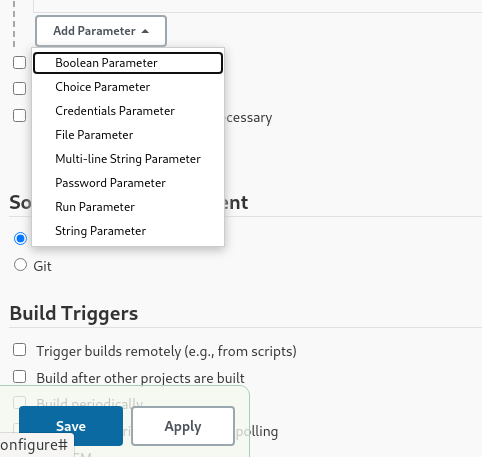 Add Parameter
Boolean Parameter
Choice Parameter
Credentials Parameter
cessary
File Parameter
Multi-line String Parameter
Password Parameter
So ent
Run Parameter
String Parameter
Git
Build Triggers
Trigger builds remotely (e.g., from scripts)
Build after other projects are built
Build periodically
Save
Apply
polling
onfigure#